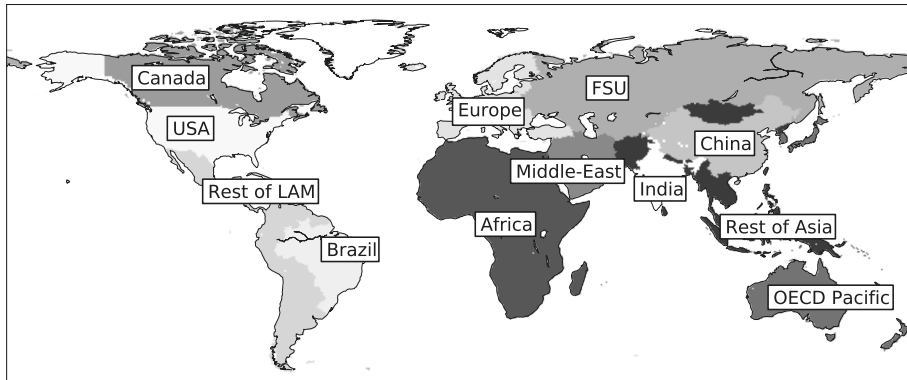 Canada
FSU
Europe
USA
China
Middle-East
Rest of LAM
India
Africa
Rest of Asia
Brazil
OECD Pacific